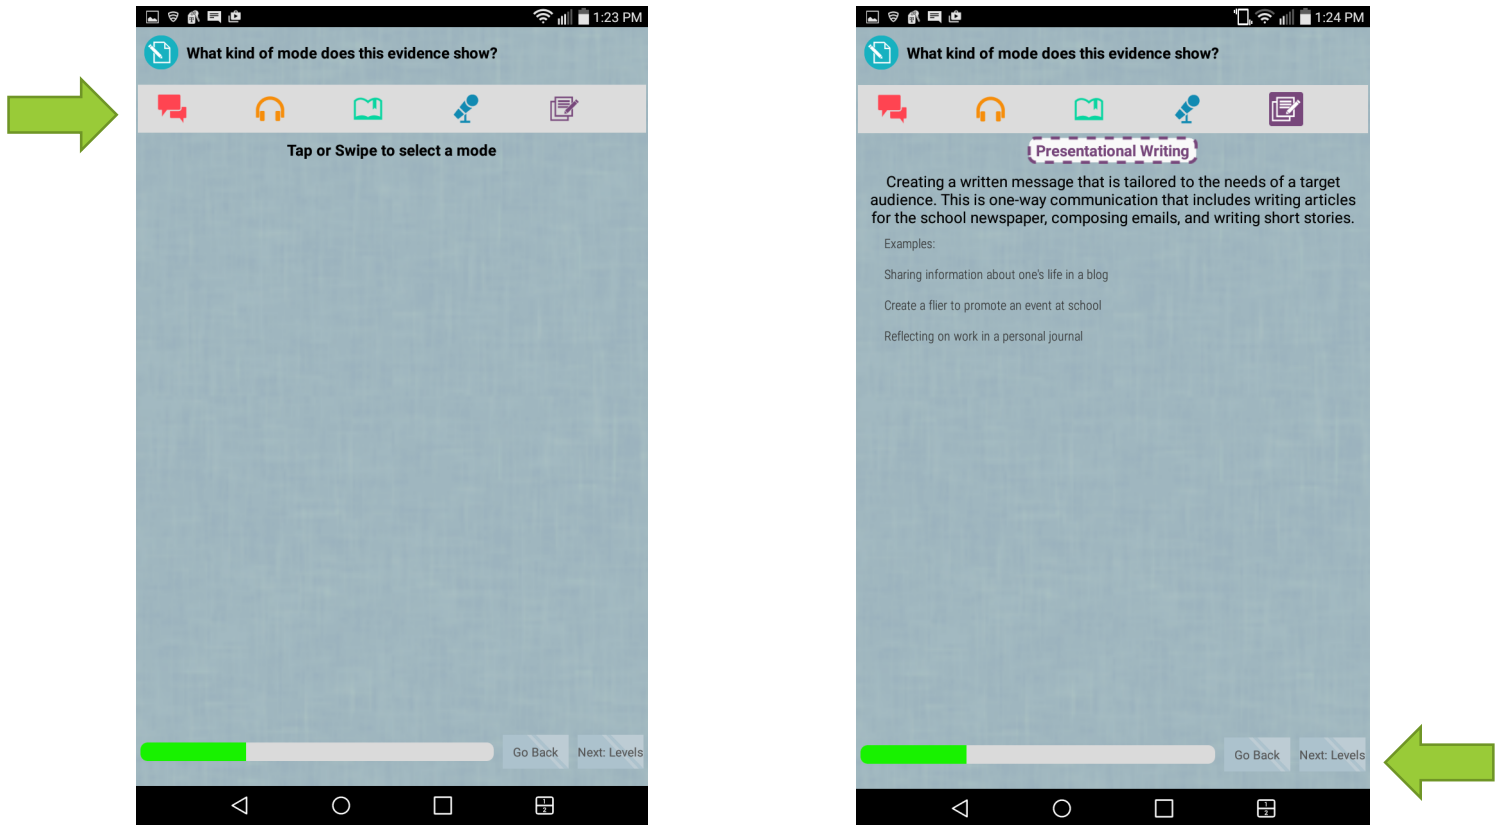 1:23 PM
What kind of mode does this evidence show?
Tap or Swipe to select a mode
Go Back
Next: Levels
1:24 PM
What kind of mode does this evidence show?
Presentational Writing
Creating a written message that is tailored to the needs of a target
audience. This is one-way communication that includes writing articles
for the school newspaper, composing emails, and writing short stories.
Examples:
Sharing information about one's life in a blog
Create a flier to promote an event at school
Reflecting on work in a personal journal
Go Back
Next: Levels